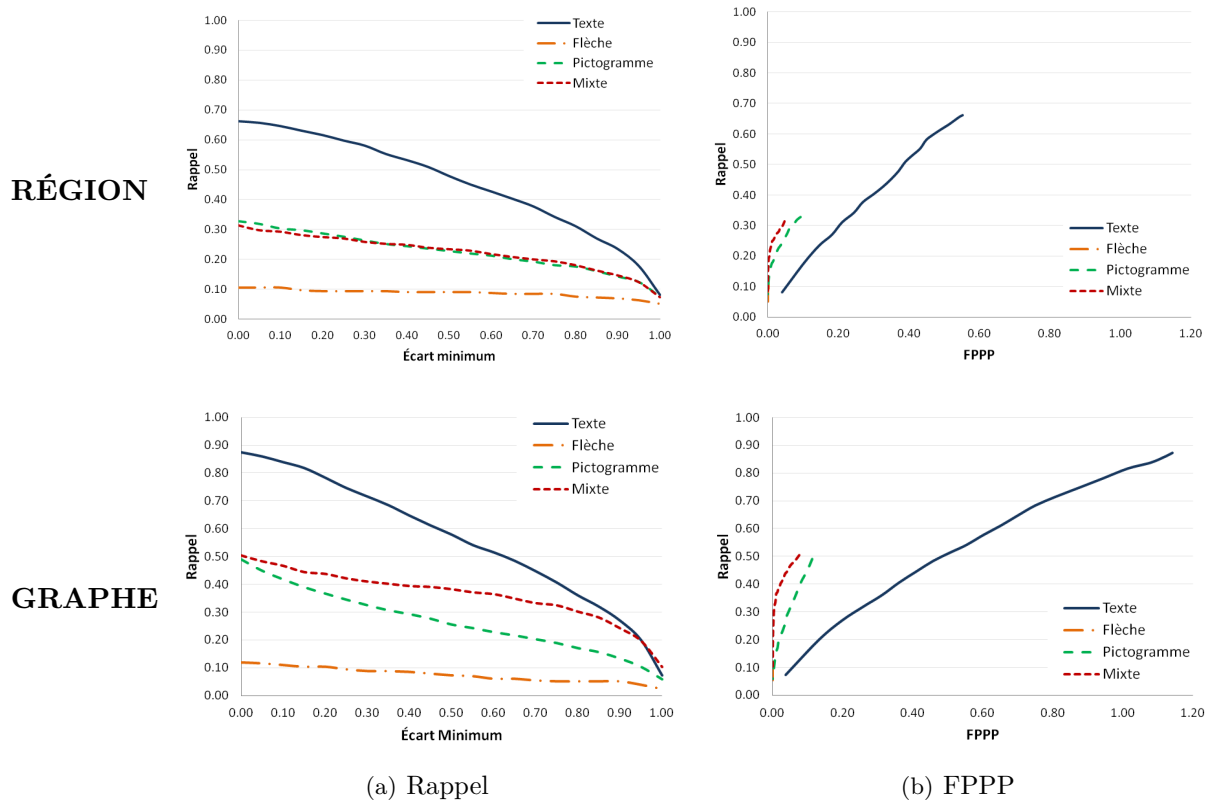 RÉGION
1.00
0.90
0.80
0.70
0.60
0.50
0.40
0.30
0.20
0.10
0.00
Rappel
0.00 0.10 0.20 0.30 0.40 0.50 0.60 0.70 0.80 0.90 1.00
Écart minimum
Texte
Flèche
Pictogramme
Mixte
1.00
0.90
0.80
0.70
0.60
0.50
0.40
0.30
0.20
0.10
0.00
Rappel
0.00 0.20 0.40 0.60 0.80 1.00 1.20
FPPP
Texte
Flèche
Pictogramme
Mixte
GRAPHE
1.00
0.90
0.80
0.70
0.60
0.50
0.40
0.30
0.20
0.10
0.00
Rappel
0.00 0.10 0.20 0.30 0.40 0.50 0.60 0.70 0.80 0.90 1.00
Écart Minimum
Texte
Flèche
Pictogramme
Mixte
1.00
0.90
0.80
0.70
0.60
0.50
0.40
0.30
0.20
0.10
0.00
Rappel
0.00 0.20 0.40 0.60 0.80 1.00 1.20
FPPP
Texte
Flèche
Pictogramme
Mixte
(a) Rappel
(b) FPPP